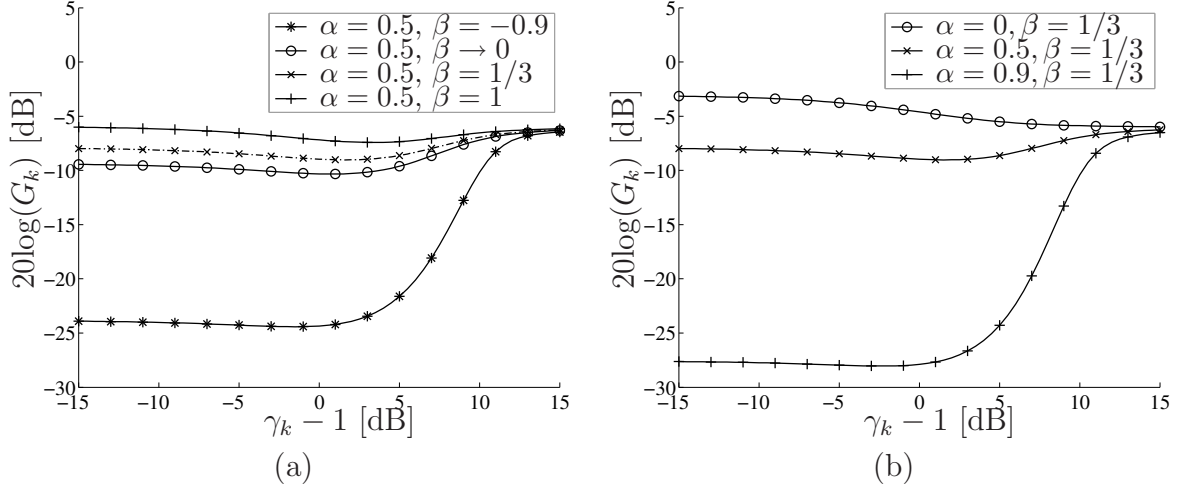 α = 0.5, β = −0.9
α = 0.5, β → 0
α = 0.5, β = 1/3
α = 0.5, β = 1
5
0
−5
−10
−15
−20
−25
−30
20log(G_k) [dB]
−15 −10 −5 0 5 10 15
γ_k − 1 [dB]
(a)
α = 0, β = 1/3
α = 0.5, β = 1/3
α = 0.9, β = 1/3
5
0
−5
−10
−15
−20
−25
−30
20log(G_k) [dB]
−15 −10 −5 0 5 10 15
γ_k − 1 [dB]
(b)